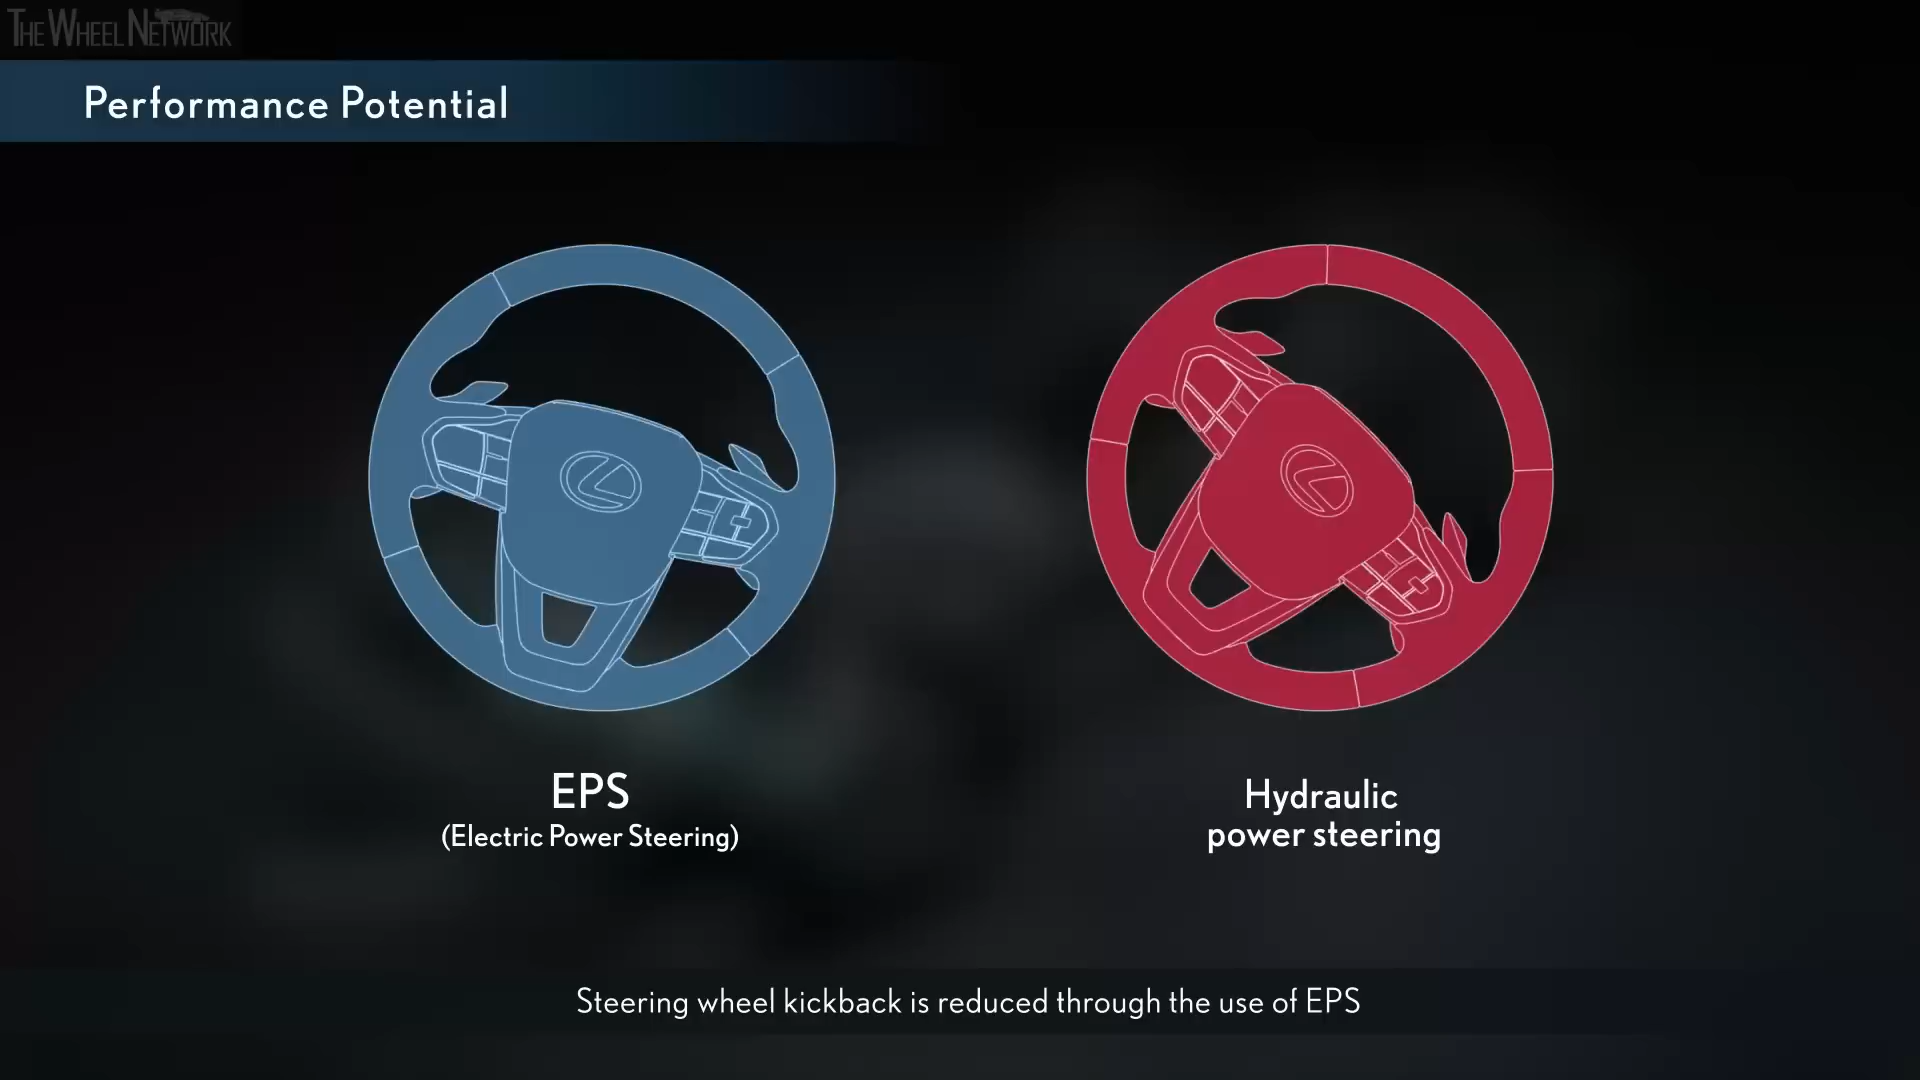 The Wheel Network
Performance Potential
EPS
(Electric Power Steering)
Hydraulic
power steering
Steering wheel kickback is reduced through the use of EPS